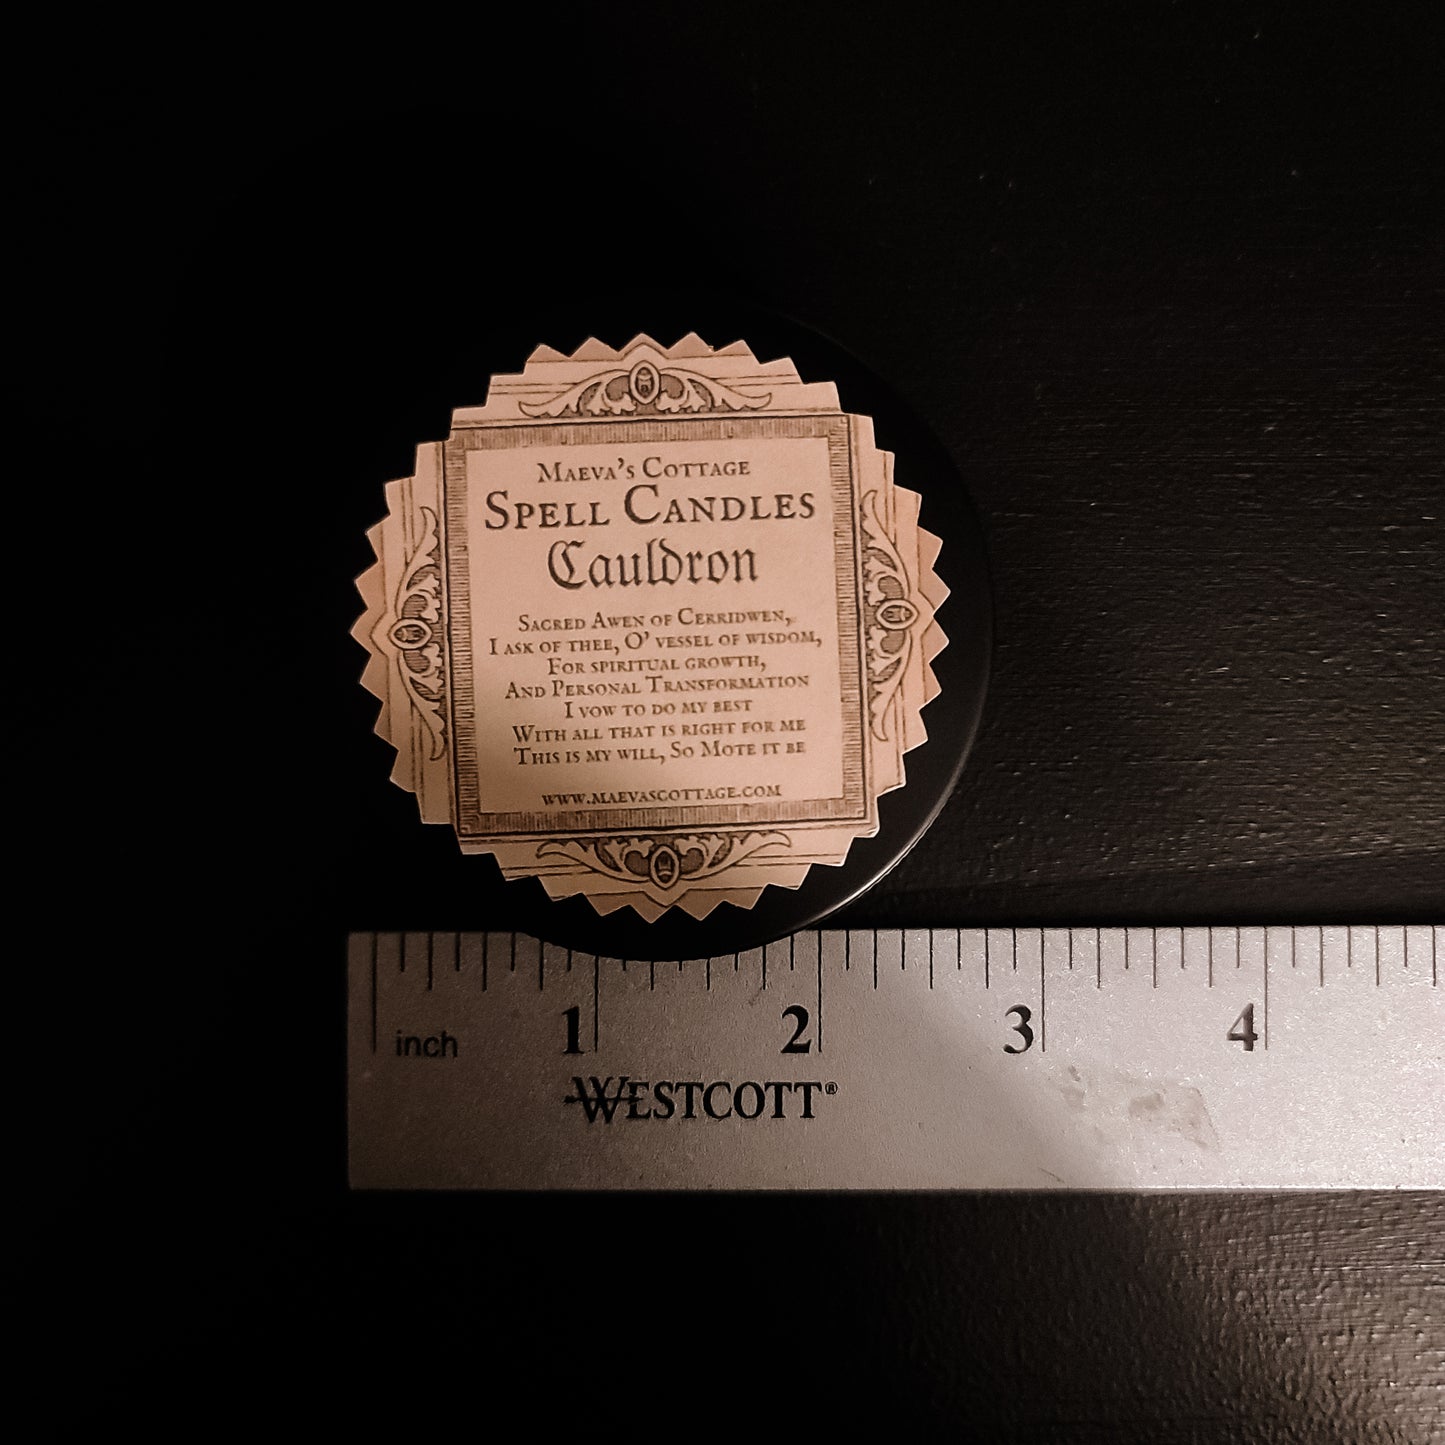 Maeva's Cottage
Spell Candles
Cauldron
Sacred Awen of Cerridwen,
I ask of thee, O' vessel of wisdom,
For spiritual growth,
And Personal Transformation
I vow to do my best
With all that is right for me
This is my will, So Mote it be
www.maevascottage.com
inch 1 2 3 4
Westcott®